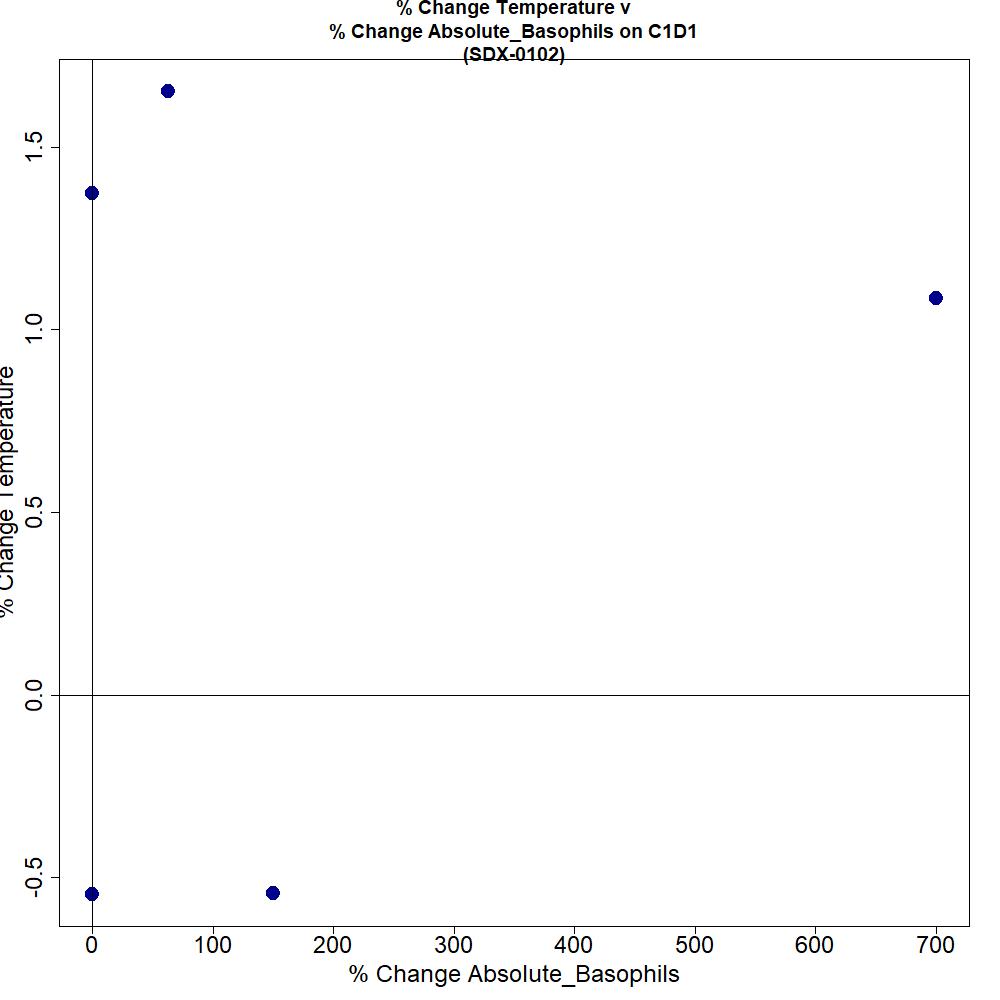 % Change Temperature v
% Change Absolute_Basophils on C1D1
(SDX-0102)
% Change Temperature
1.5
1.0
0.5
0.0
-0.5
0 100 200 300 400 500 600 700
% Change Absolute_Basophils